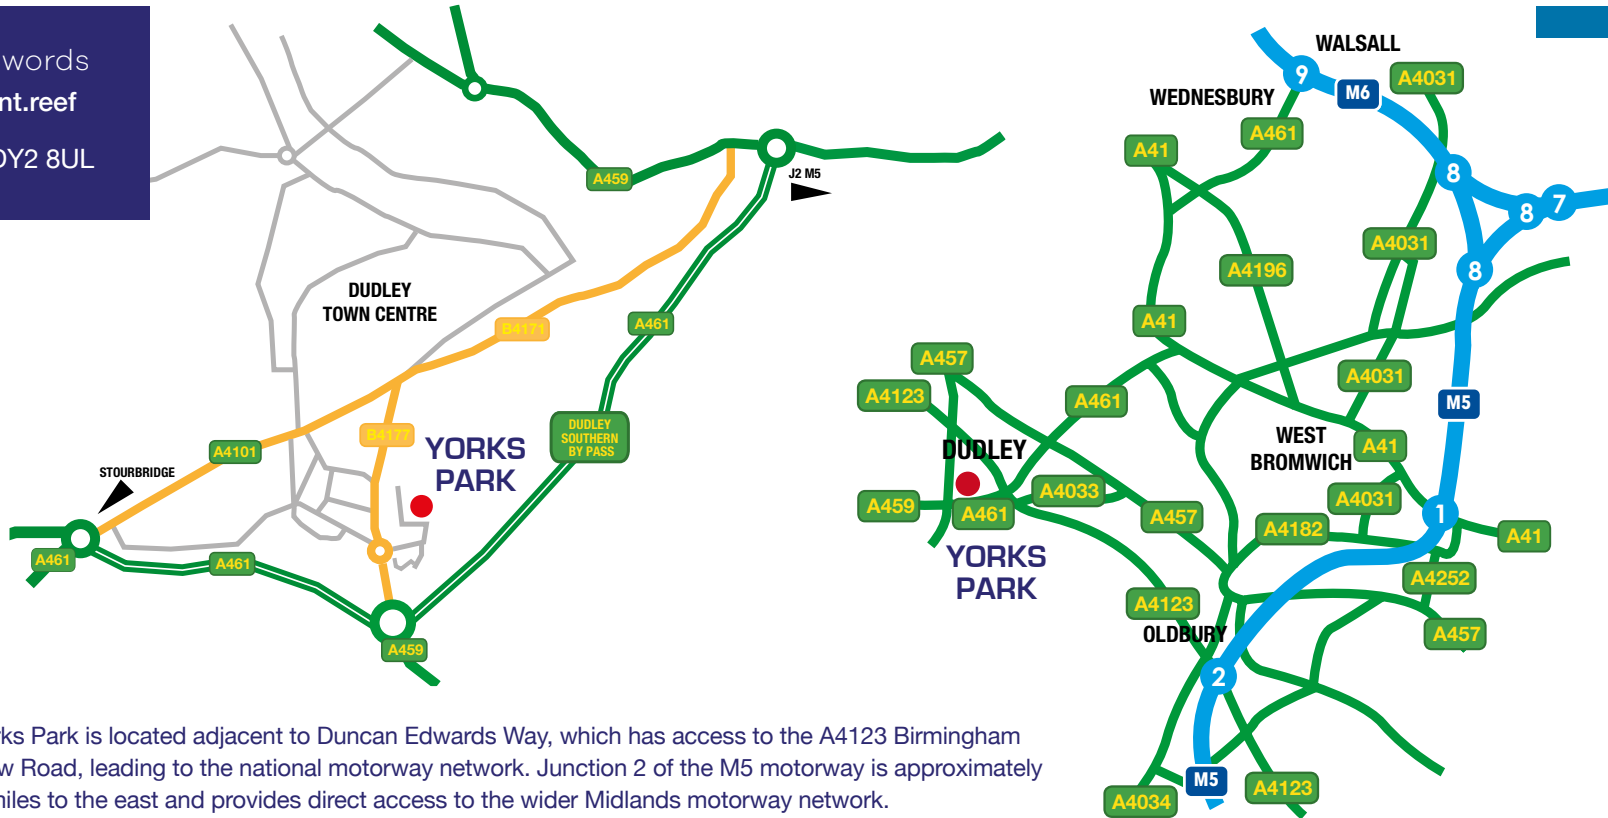 words
nt.reef
DY2 8UL
A459
J2 M5
DUDLEY
TOWN CENTRE
B4171
A461
DUDLEY
SOUTHERN
BY PASS
B4177
A4101
YORKS
PARK
STOURBRIDGE
A461
A461
A459
WALSALL
9
M6
A4031
WEDNESBURY
A461
A41
8
8
7
A4031
A4196
8
A41
A457
A4031
A4123
A461
M5
DUDLEY
WEST
BROMWICH
A41
A459
A461
A4033
A457
A4031
1
A4182
A41
YORKS
PARK
A4252
A4123
OLDBURY
A457
2
M5
A4034
A4123
rks Park is located adjacent to Duncan Edwards Way, which has access to the A4123 Birmingham
w Road, leading to the national motorway network. Junction 2 of the M5 motorway is approximately
miles to the east and provides direct access to the wider Midlands motorway network.